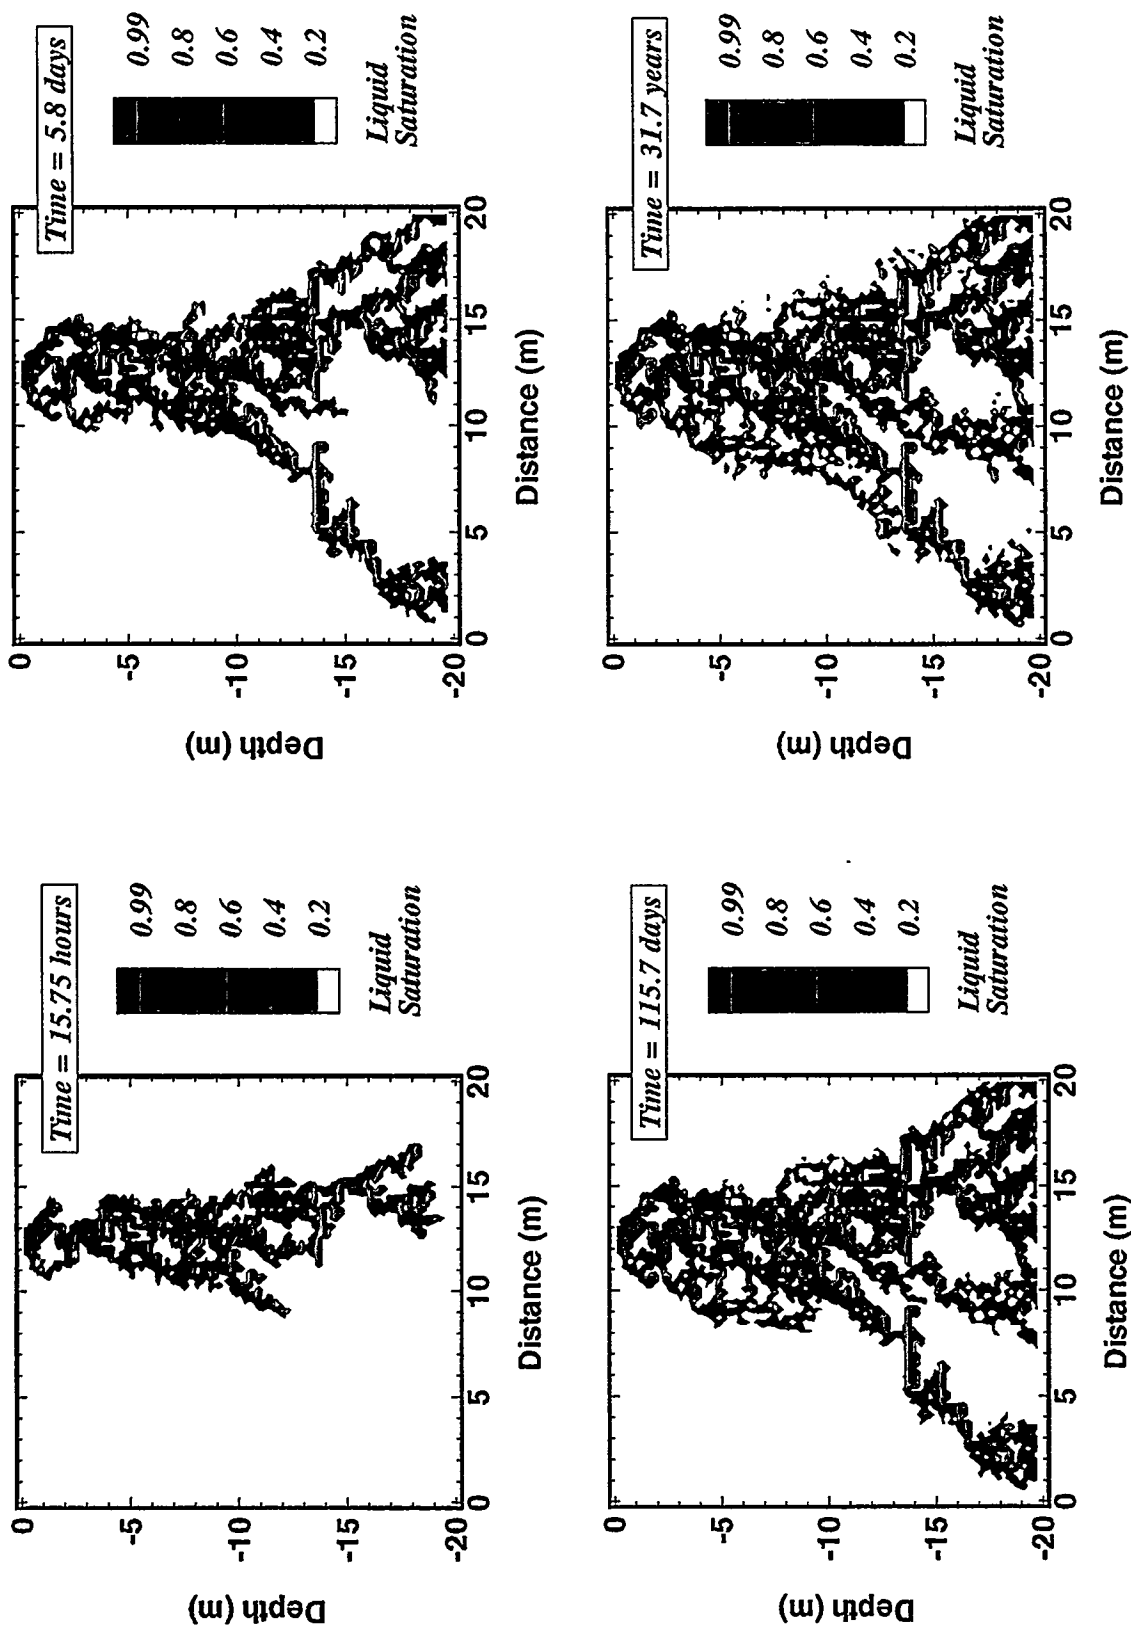 Time = 15.75 hours
0
-5
-10
-15
-20
Depth (m)
0 5 10 15 20
Distance (m)
0.99
0.8
0.6
0.4
0.2
Liquid
Saturation
Time = 5.8 days
0
-5
-10
-15
-20
Depth (m)
0 5 10 15 20
Distance (m)
0.99
0.8
0.6
0.4
0.2
Liquid
Saturation
Time = 115.7 days
0
-5
-10
-15
-20
Depth (m)
0 5 10 15 20
Distance (m)
0.99
0.8
0.6
0.4
0.2
Liquid
Saturation
Time = 31.7 years
0
-5
-10
-15
-20
Depth (m)
0 5 10 15 20
Distance (m)
0.99
0.8
0.6
0.4
0.2
Liquid
Saturation